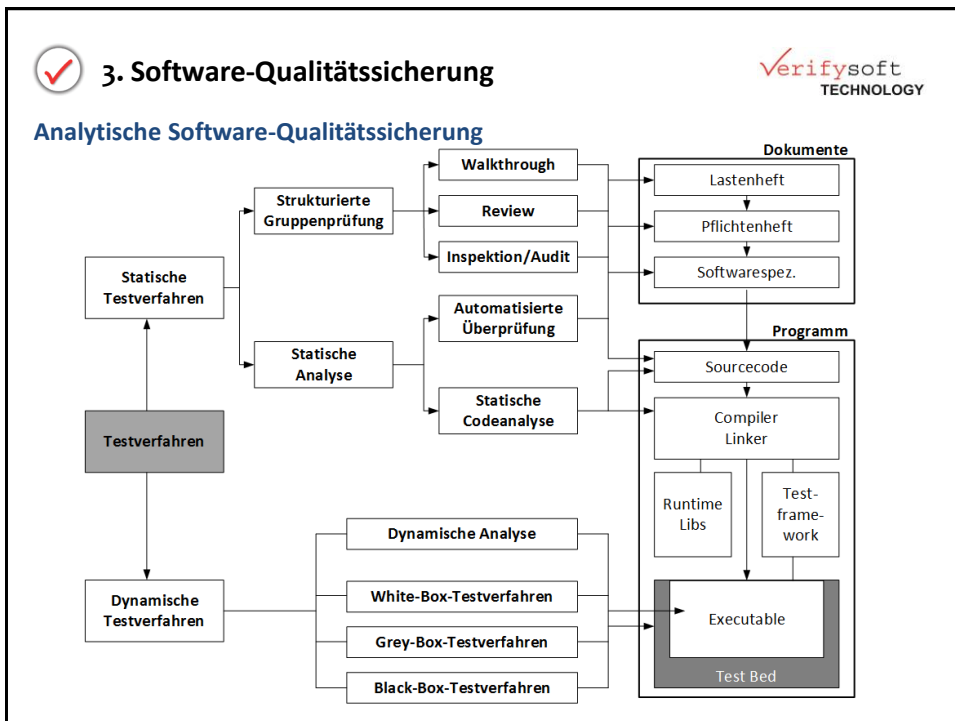 3. Software-Qualitätssicherung
Verifysoft
TECHNOLOGY
Analytische Software-Qualitätssicherung
Dokumente
Walkthrough
Lastenheft
Strukturierte
Gruppenprüfung
Review
Pflichtenheft
Inspektion/Audit
Softwarespez.
Statische
Testverfahren
Automatisierte
Überprüfung
Programm
Statische
Analyse
Sourcecode
Statische
Codeanalyse
Compiler
Linker
Testverfahren
Runtime
Libs
Test-
frame-
work
Dynamische Analyse
Dynamische
Testverfahren
White-Box-Testverfahren
Executable
Grey-Box-Testverfahren
Test Bed
Black-Box-Testverfahren